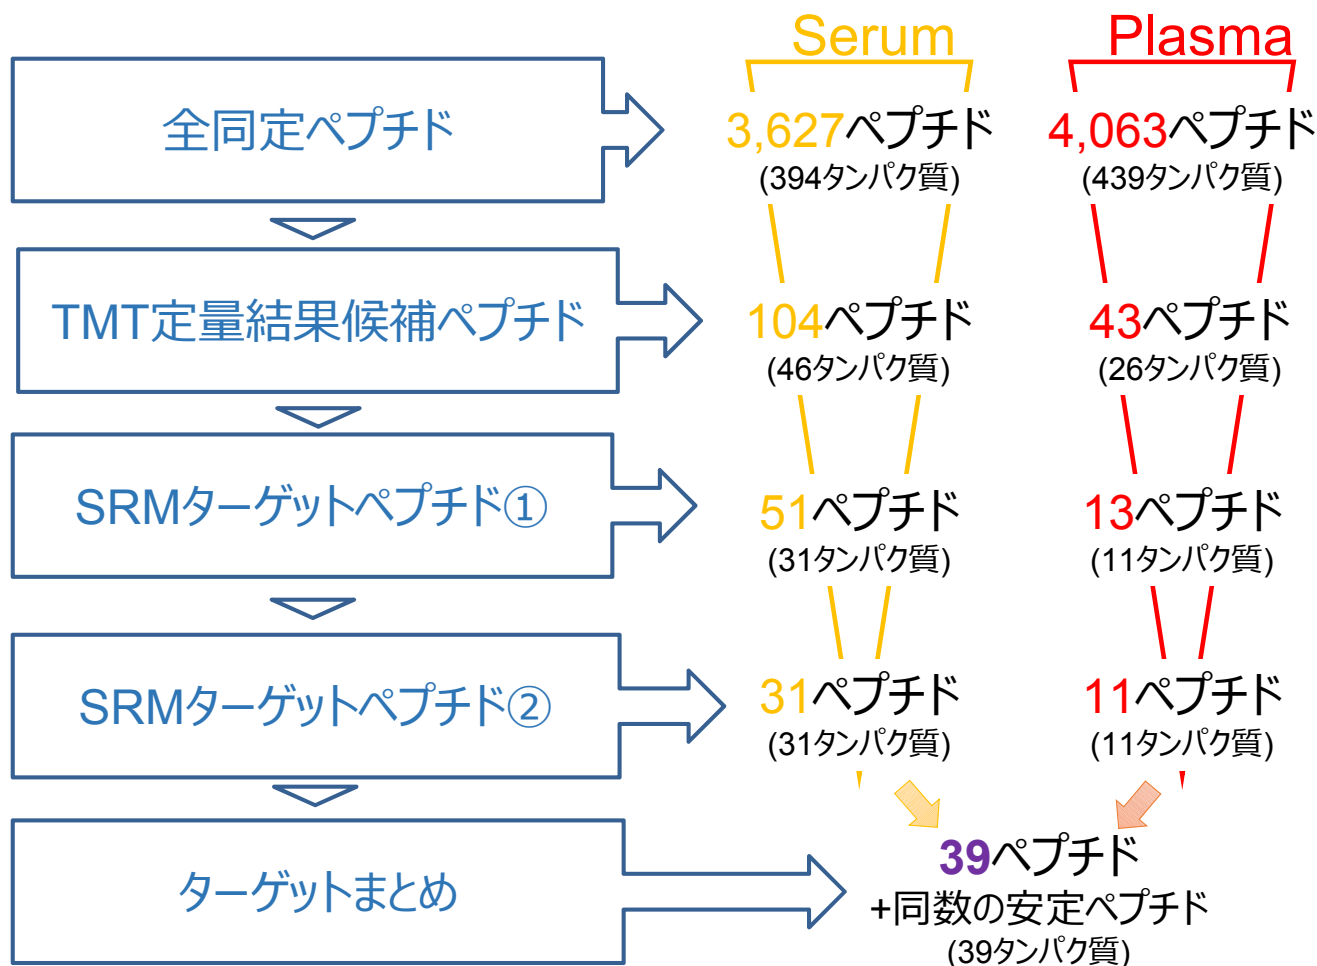 Serum
Plasma
全同定ペプチド
3,627ペプチド
(394タンパク質)
4,063ペプチド
(439タンパク質)
TMT定量結果候補ペプチド
104ペプチド
(46タンパク質)
43ペプチド
(26タンパク質)
SRMターゲットペプチド①
51ペプチド
(31タンパク質)
13ペプチド
(11タンパク質)
SRMターゲットペプチド②
31ペプチド
(31タンパク質)
11ペプチド
(11タンパク質)
ターゲットまとめ
39ペプチド
+同数の安定ペプチド
(39タンパク質)